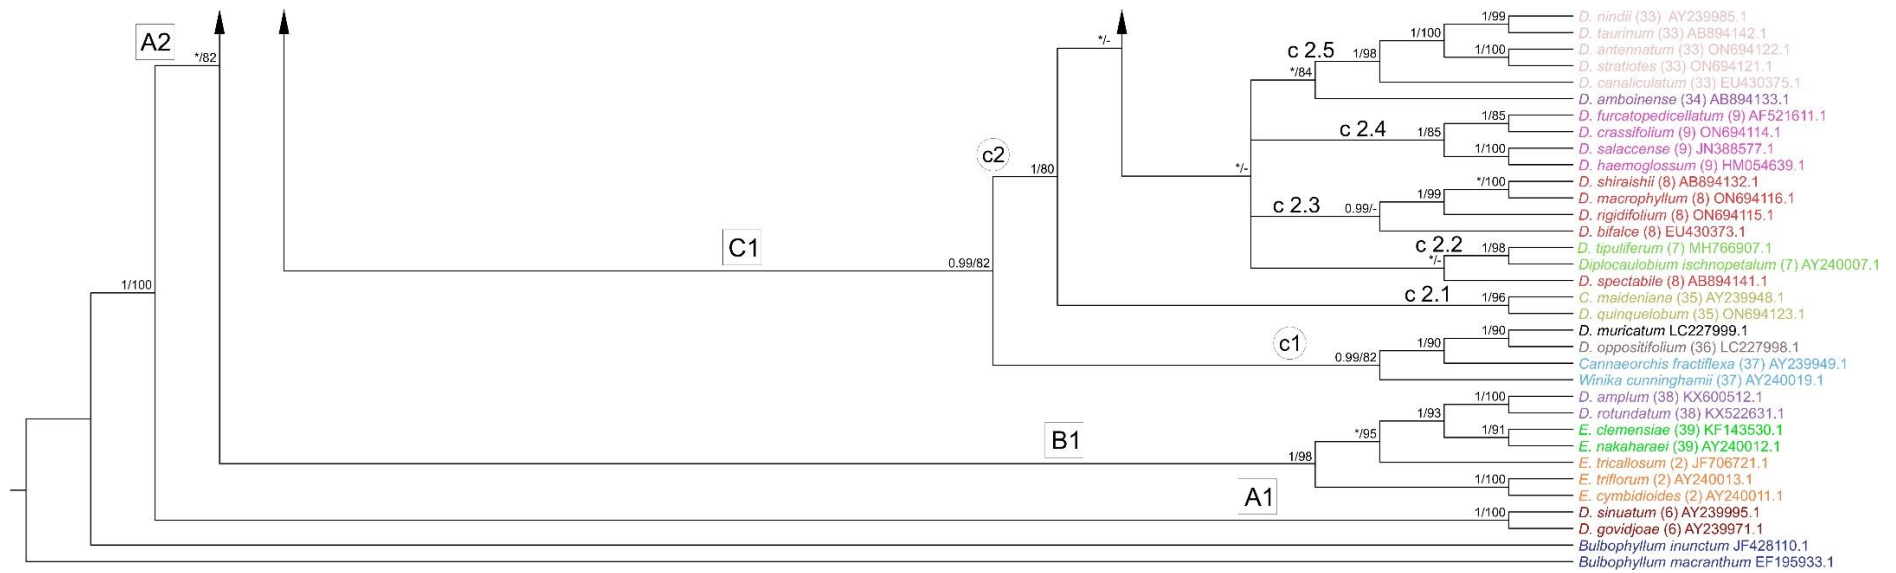 D. nindii (33) AY239985.1
1/99
D. taurinum (33) AB894142.1
1/100
A2
*/-
D. antennatum (33) ON694122.1
1/100
c 2.5
1/98
*/82
D. stratiotes (33) ON694121.1
*/84
D. canaliculatum (33) EU430375.1
D. amboinense (34) AB894133.1
D. furcatopedicellatum (9) AF521611.1
1/85
c 2.4
1/85
D. crassifolium (9) ON694114.1
D. salaccense (9) JN388577.1
1/100
c2
1/80
*/-
D. haemoglossum (9) HM054639.1
D. shiraishii (8) AB894132.1
*/100
1/99
D. macrophyllum (8) ON694116.1
c 2.3
0.99/-
D. rigidifolium (8) ON694115.1
D. bifalce (8) EU430373.1
C1
c 2.2
D. tipuliferum (7) MH766907.1
1/98
*/-
0.99/82
Diplocaulobium ischnopetalum (7) AY240007.1
D. spectabile (8) AB894141.1
1/100
c 2.1
1/96
C. maideniana (35) AY239948.1
D. quinquelobum (35) ON694123.1
D. muricatum LC227999.1
1/90
c1
1/90
D. oppositifolium (36) LC227998.1
0.99/82
Cannaeorchis fractiflexa (37) AY239949.1
Winika cunninghamii (37) AY240019.1
D. amplum (38) KX600512.1
1/100
1/93
D. rotundatum (38) KX522631.1
B1
*/95
1/91
E. clemensiae (39) KF143530.1
E. nakaharaei (39) AY240012.1
1/98
E. tricallosum (2) JF706721.1
1/100
E. triflorum (2) AY240013.1
A1
E. cymbidioides (2) AY240011.1
1/100
D. sinuatum (6) AY239995.1
D. govidjoae (6) AY239971.1
Bulbophyllum inunctum JF428110.1
Bulbophyllum macranthum EF195933.1